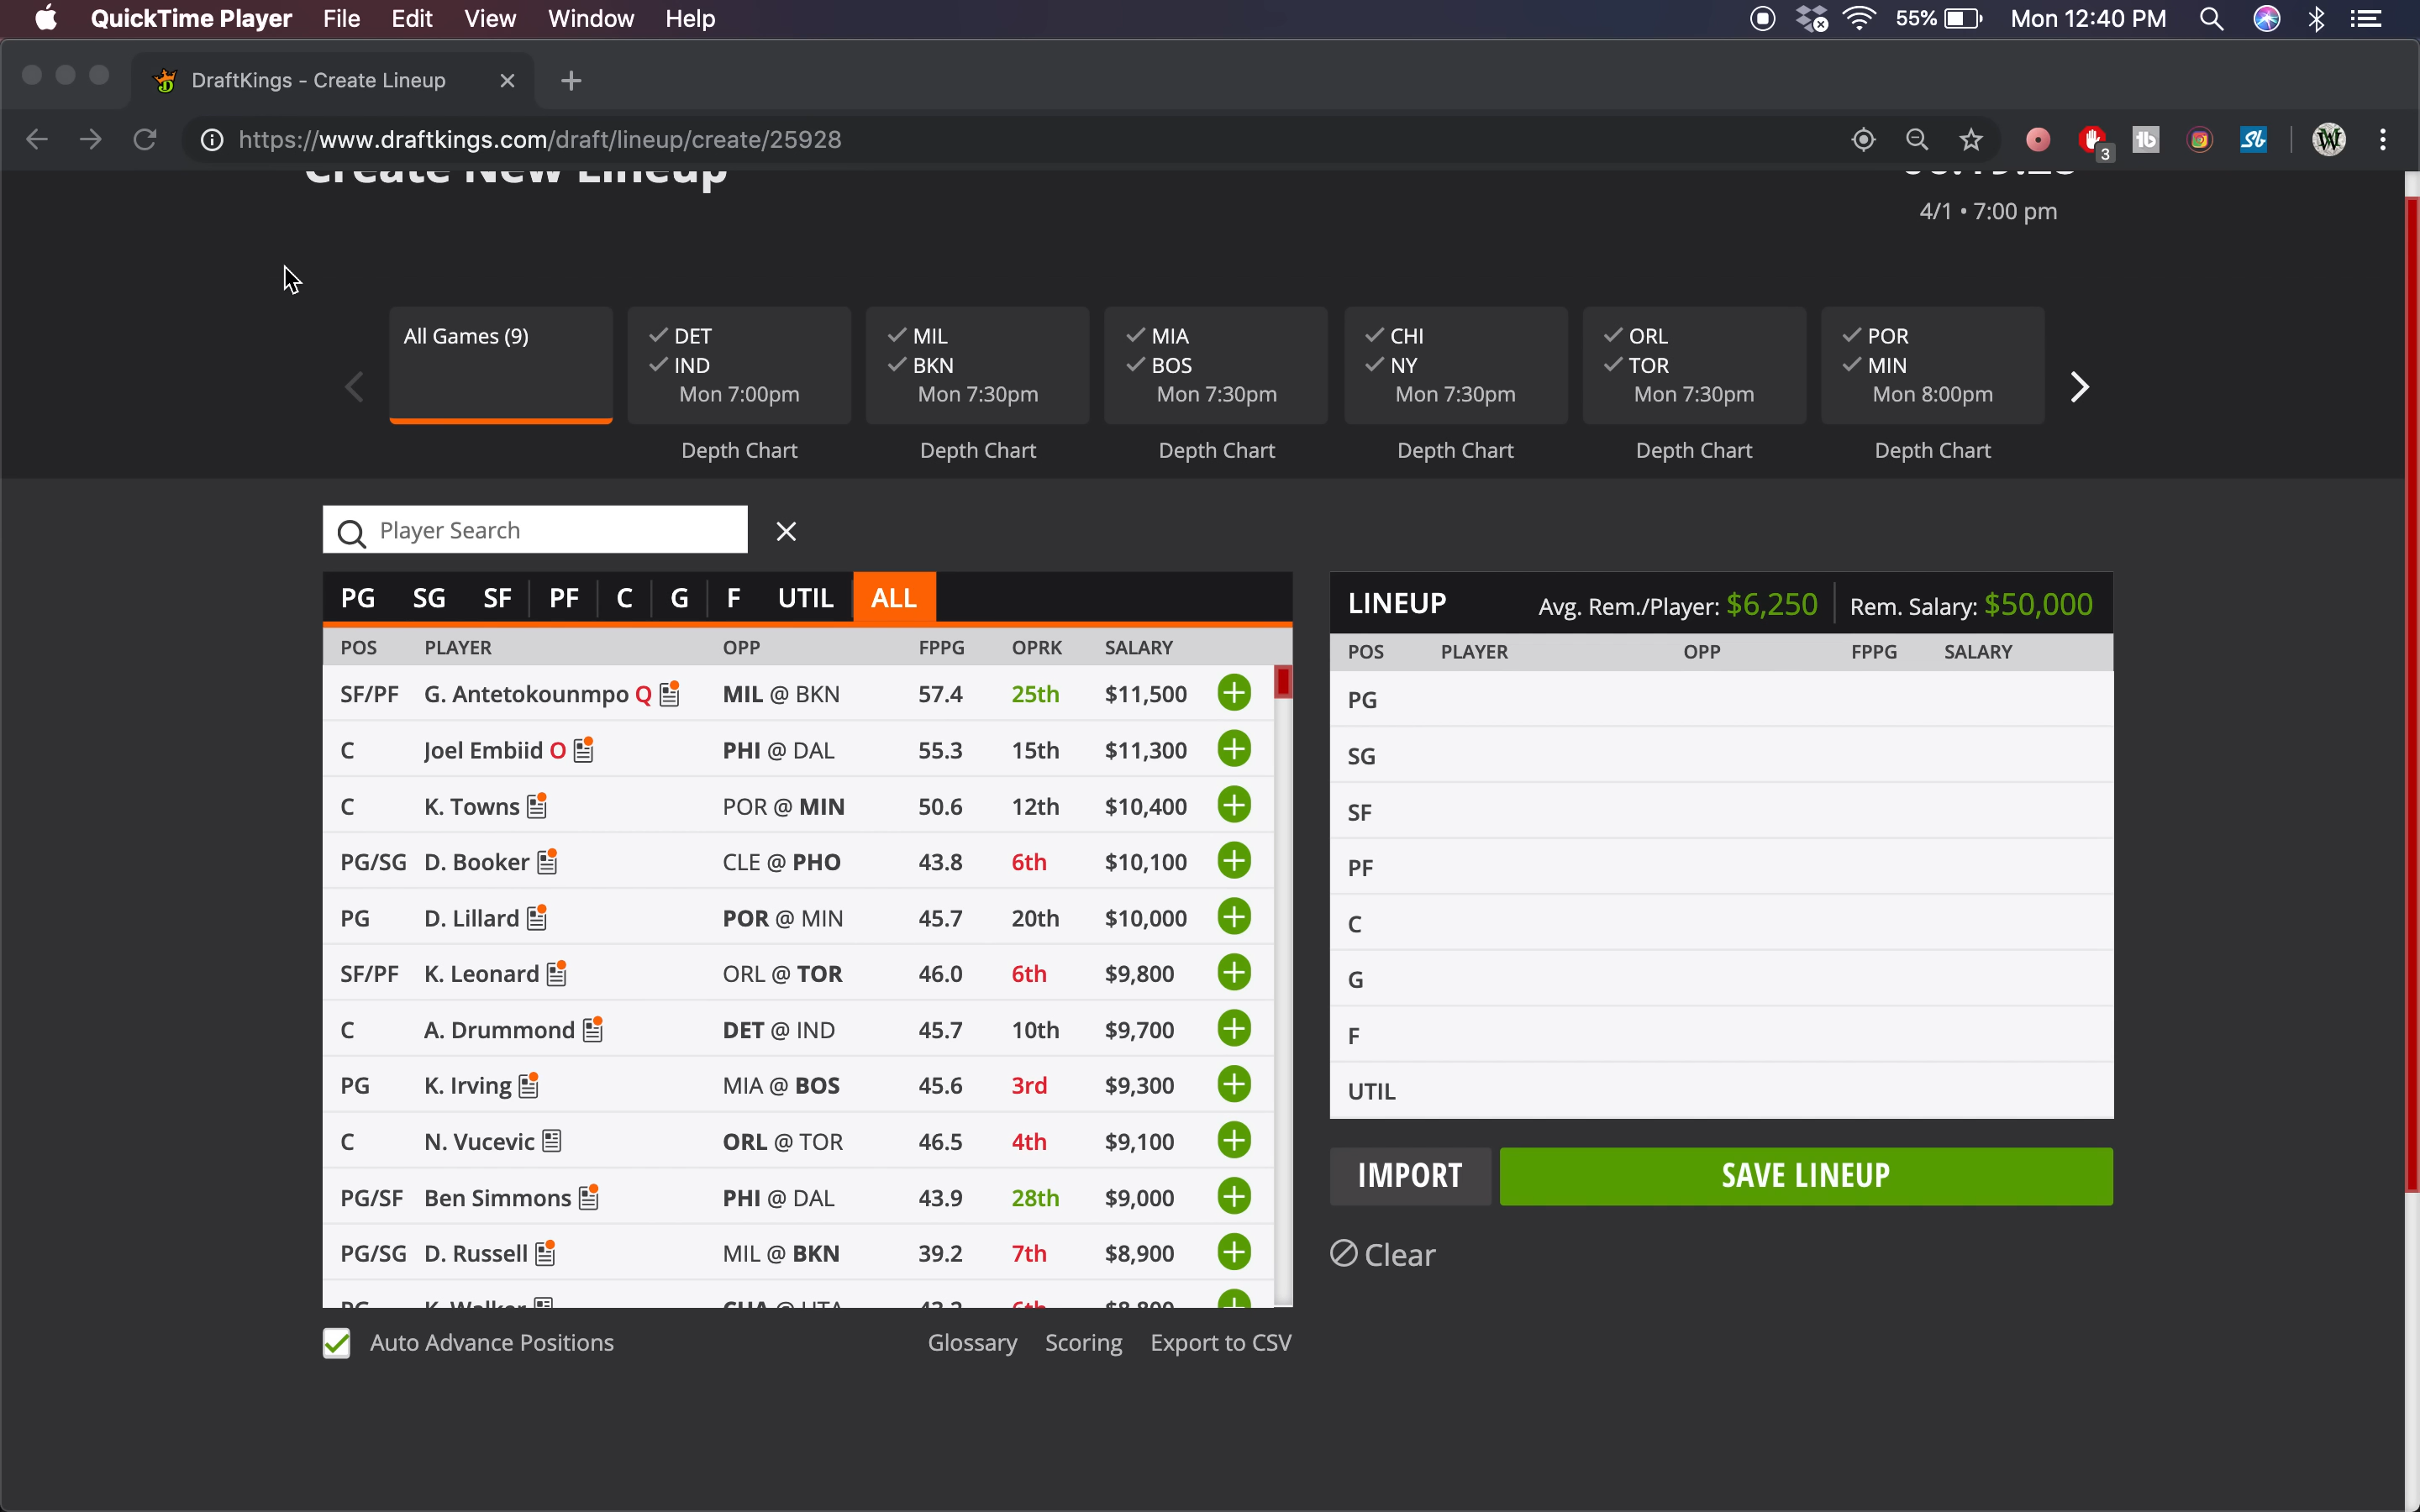 QuickTime Player File Edit View Window Help 55% Mon 12:40 PM
DraftKings - Create Lineup
https://www.draftkings.com/draft/lineup/create/25928
3
Create New Lineup
4/1 • 7:00 pm
All Games (9)
DET
IND
Mon 7:00pm
Depth Chart
MIL
BKN
Mon 7:30pm
Depth Chart
MIA
BOS
Mon 7:30pm
Depth Chart
CHI
NY
Mon 7:30pm
Depth Chart
ORL
TOR
Mon 7:30pm
Depth Chart
POR
MIN
Mon 8:00pm
Depth Chart
Player Search
PG SG SF PF C G F UTIL ALL
POS PLAYER OPP FPPG OPRK SALARY
SF/PF G. Antetokounmpo Q MIL @ BKN 57.4 25th $11,500
C Joel Embiid O PHI @ DAL 55.3 15th $11,300
C K. Towns POR @ MIN 50.6 12th $10,400
PG/SG D. Booker CLE @ PHO 43.8 6th $10,100
PG D. Lillard POR @ MIN 45.7 20th $10,000
SF/PF K. Leonard ORL @ TOR 46.0 6th $9,800
C A. Drummond DET @ IND 45.7 10th $9,700
PG K. Irving MIA @ BOS 45.6 3rd $9,300
C N. Vucevic ORL @ TOR 46.5 4th $9,100
PG/SF Ben Simmons PHI @ DAL 43.9 28th $9,000
PG/SG D. Russell MIL @ BKN 39.2 7th $8,900
Auto Advance Positions
Glossary Scoring Export to CSV
LINEUP Avg. Rem./Player: $6,250 Rem. Salary: $50,000
POS PLAYER OPP FPPG SALARY
PG
SG
SF
PF
C
G
F
UTIL
IMPORT SAVE LINEUP
Clear